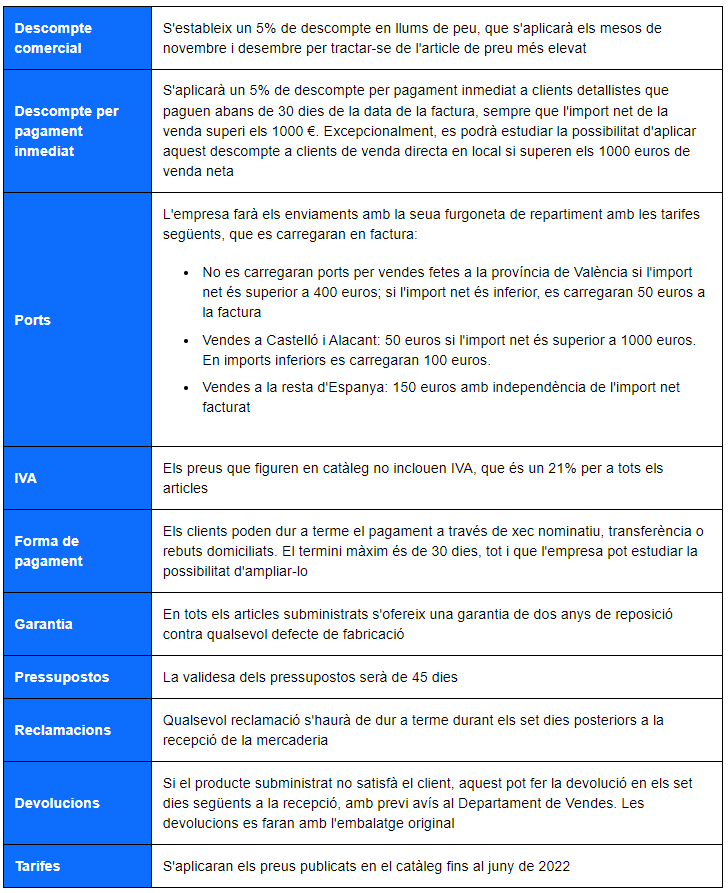 Descompte
comercial
S'estableix un 5% de descompte en llums de peu, que s'aplicarà els mesos de
novembre i desembre per tractar-se de l'article de preu més elevat
Descompte per
pagament
inmediat
S'aplicarà un 5% de descompte per pagament inmediat a clients detallistes que
paguen abans de 30 dies de la data de la factura, sempre que l'import net de la
venda superi els 1000 €. Excepcionalment, es podrà estudiar la possibilitat d'aplicar
aquest descompte a clients de venda directa en local si superen els 1000 euros de
venda neta
Ports
L'empresa farà els enviaments amb la seua furgoneta de repartiment amb les tarifes
següents, que es carregaran en factura:
• No es carregaran ports per vendes fetes a la província de València si l'import
net és superior a 400 euros; si l'import net és inferior, es carregaran 50 euros a
la factura
• Vendes a Castelló i Alacant: 50 euros si l'import net és superior a 1000 euros.
En imports inferiors es carregaran 100 euros.
• Vendes a la resta d'Espanya: 150 euros amb independència de l'import net
facturat
IVA
Els preus que figuren en catàleg no inclouen IVA, que és un 21% per a tots els
articles
Forma de
pagament
Els clients poden dur a terme el pagament a través de xec nominatiu, transferència o
rebuts domiciliats. El termini màxim és de 30 dies, tot i que l'empresa pot estudiar la
possibilitat d'ampliar-lo
Garantia
En tots els articles subministrats s'ofereix una garantia de dos anys de reposició
contra qualsevol defecte de fabricació
Pressupostos
La validesa dels pressupostos serà de 45 dies
Reclamacions
Qualsevol reclamació s'haurà de dur a terme durant els set dies posteriors a la
recepció de la mercaderia
Devolucions
Si el producte subministrat no satisfà el client, aquest pot fer la devolució en els set
dies següents a la recepció, amb previ avís al Departament de Vendes. Les
devolucions es faran amb l'embalatge original
Tarifes
S'aplicaran els preus publicats en el catàleg fins al juny de 2022